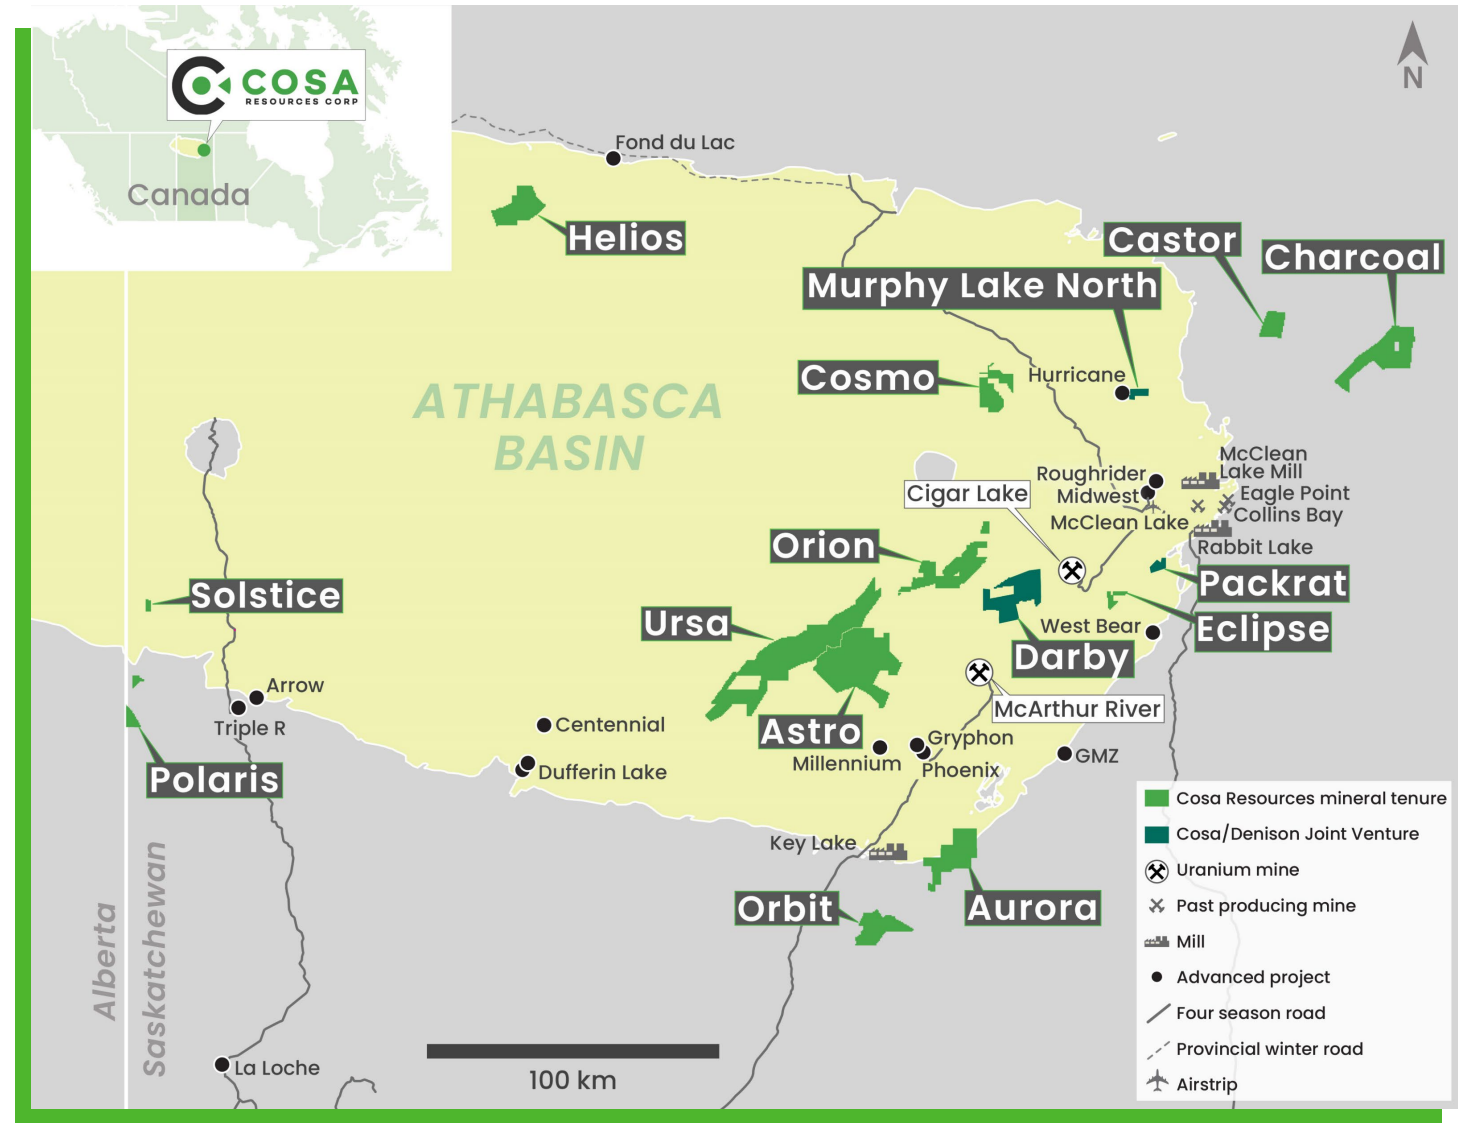 COSA
RESOURCES CORP
Canada
N
Fond du Lac
Helios
Castor
Charcoal
Murphy Lake North
Cosmo
Hurricane
ATHABASCA
BASIN
McClean
Lake Mill
Roughrider
Midwest
Eagle Point
Cigar Lake
McClean Lake
Collins Bay
Orion
Rabbit Lake
Packrat
Solstice
Ursa
West Bear
Eclipse
Darby
Arrow
McArthur River
Triple R
Centennial
Astro
Gryphon
Millennium
GMZ
Phoenix
Dufferin Lake
Polaris
Key Lake
Orbit
Aurora
Alberta
Saskatchewan
La Loche
100 km
Cosa Resources mineral tenure
Cosa/Denison Joint Venture
Uranium mine
Past producing mine
Mill
Advanced project
Four season road
Provincial winter road
Airstrip